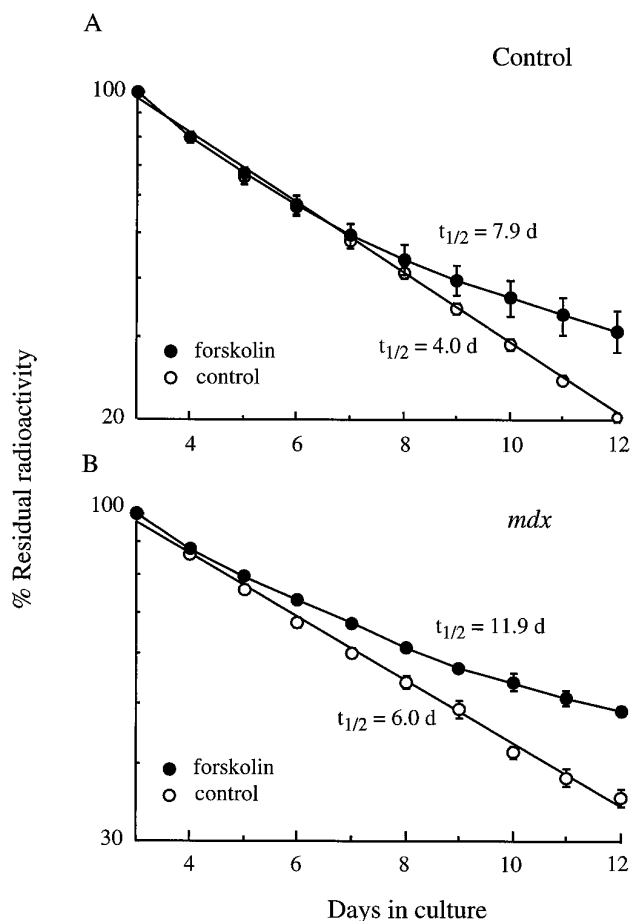 A
Control
100
t1/2 = 7.9 d
t1/2 = 4.0 d
forskolin
control
20
4 6 8 10 12
B
100
mdx
t1/2 = 11.9 d
t1/2 = 6.0 d
forskolin
control
30
4 6 8 10 12
Days in culture
% Residual radioactivity